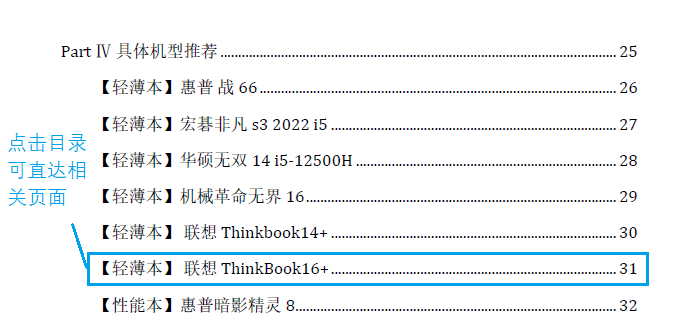 Part Ⅳ 具体机型推荐 25
【轻薄本】惠普 战 66 26
【轻薄本】宏碁非凡 s3 2022 i5 27
【轻薄本】华硕无双 14 i5-12500H 28
【轻薄本】机械革命无界 16 29
【轻薄本】 联想 Thinkbook14+ 30
【轻薄本】 联想 ThinkBook16+ 31
【性能本】惠普暗影精灵 8 32
点击目录
可直达相
关页面